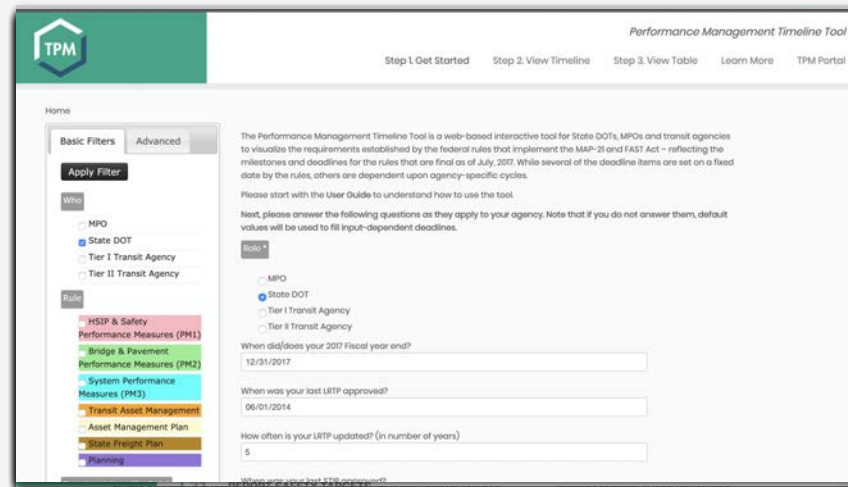 TPM
Performance Management Timeline Tool
Step 1. Get Started Step 2. View Timeline Step 3. View Table Learn More TPM Portal
Home
Basic Filters Advanced
Apply Filter
Who
MPO
State DOT
Tier I Transit Agency
Tier II Transit Agency
Rule
HSIP & Safety
Performance Measures (PM1)
Bridge & Pavement
Performance Measures (PM2)
System Performance
Measures (PM3)
Transit Asset Management
Asset Management Plan
State Freight Plan
Planning
The Performance Management Timeline Tool is a web-based interactive tool for State DOTs, MPOs and transit agencies
to visualize the requirements established by the federal rules that implement the MAP-21 and FAST Act – reflecting the
milestones and deadlines for the rules that are final as of July, 2017. While several of the deadline items are set on a fixed
date by the rules, others are dependent upon agency-specific cycles.
Please start with the User Guide to understand how to use the tool.
Next, please answer the following questions as they apply to your agency. Note that if you do not answer them, default
values will be used to fill input-dependent deadlines.
Role *
MPO
State DOT
Tier I Transit Agency
Tier II Transit Agency
When did/does your 2017 Fiscal year end?
12/31/2017
When was your last LRTP approved?
06/01/2014
How often is your LRTP updated? (in number of years)
5
When was your last STIP approved?
REPORT SAFETY TARGETS